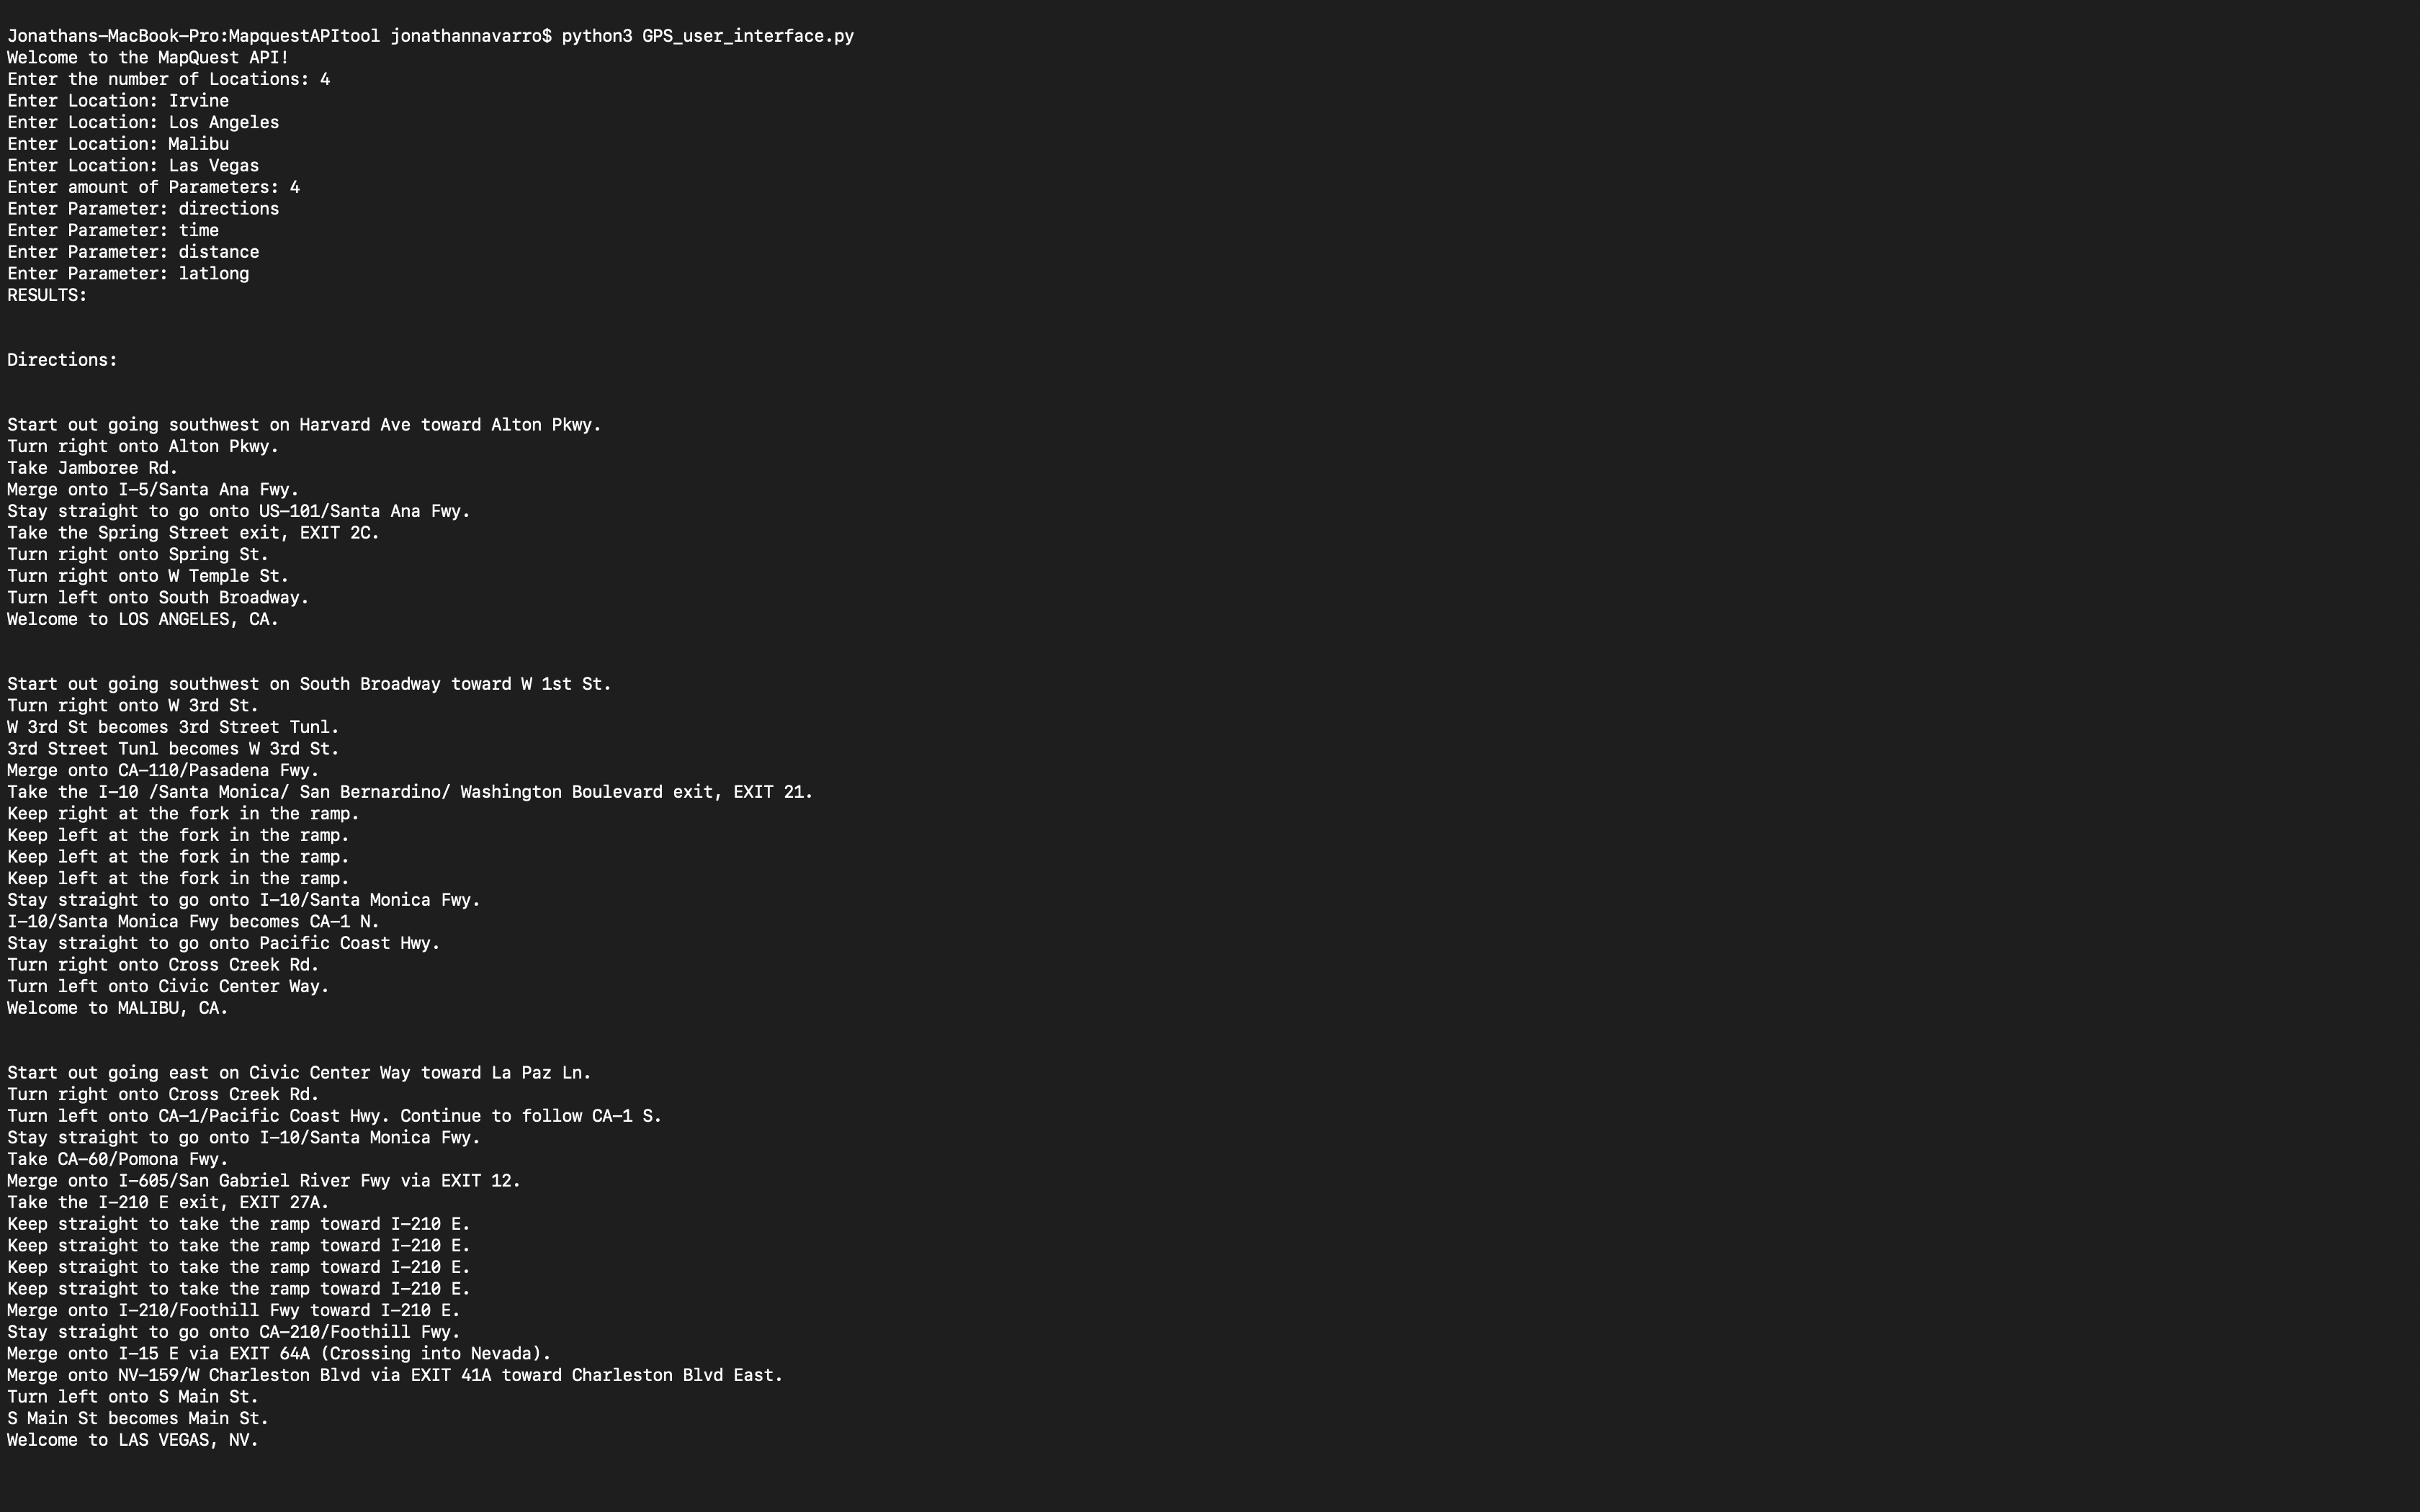 Jonathans-MacBook-Pro:MapquestAPItool jonathannavarro$ python3 GPS_user_interface.py
Welcome to the MapQuest API!
Enter the number of Locations: 4
Enter Location: Irvine
Enter Location: Los Angeles
Enter Location: Malibu
Enter Location: Las Vegas
Enter amount of Parameters: 4
Enter Parameter: directions
Enter Parameter: time
Enter Parameter: distance
Enter Parameter: latlong
RESULTS:
Directions:
Start out going southwest on Harvard Ave toward Alton Pkwy.
Turn right onto Alton Pkwy.
Take Jamboree Rd.
Merge onto I-5/Santa Ana Fwy.
Stay straight to go onto US-101/Santa Ana Fwy.
Take the Spring Street exit, EXIT 2C.
Turn right onto Spring St.
Turn right onto W Temple St.
Turn left onto South Broadway.
Welcome to LOS ANGELES, CA.
Start out going southwest on South Broadway toward W 1st St.
Turn right onto W 3rd St.
W 3rd St becomes 3rd Street Tunl.
3rd Street Tunl becomes W 3rd St.
Merge onto CA-110/Pasadena Fwy.
Take the I-10 /Santa Monica/ San Bernardino/ Washington Boulevard exit, EXIT 21.
Keep right at the fork in the ramp.
Keep left at the fork in the ramp.
Keep left at the fork in the ramp.
Keep left at the fork in the ramp.
Stay straight to go onto I-10/Santa Monica Fwy.
I-10/Santa Monica Fwy becomes CA-1 N.
Stay straight to go onto Pacific Coast Hwy.
Turn right onto Cross Creek Rd.
Turn left onto Civic Center Way.
Welcome to MALIBU, CA.
Start out going east on Civic Center Way toward La Paz Ln.
Turn right onto Cross Creek Rd.
Turn left onto CA-1/Pacific Coast Hwy. Continue to follow CA-1 S.
Stay straight to go onto I-10/Santa Monica Fwy.
Take CA-60/Pomona Fwy.
Merge onto I-605/San Gabriel River Fwy via EXIT 12.
Take the I-210 E exit, EXIT 27A.
Keep straight to take the ramp toward I-210 E.
Keep straight to take the ramp toward I-210 E.
Keep straight to take the ramp toward I-210 E.
Keep straight to take the ramp toward I-210 E.
Merge onto I-210/Foothill Fwy toward I-210 E.
Stay straight to go onto CA-210/Foothill Fwy.
Merge onto I-15 E via EXIT 64A (Crossing into Nevada).
Merge onto NV-159/W Charleston Blvd via EXIT 41A toward Charleston Blvd East.
Turn left onto S Main St.
S Main St becomes Main St.
Welcome to LAS VEGAS, NV.